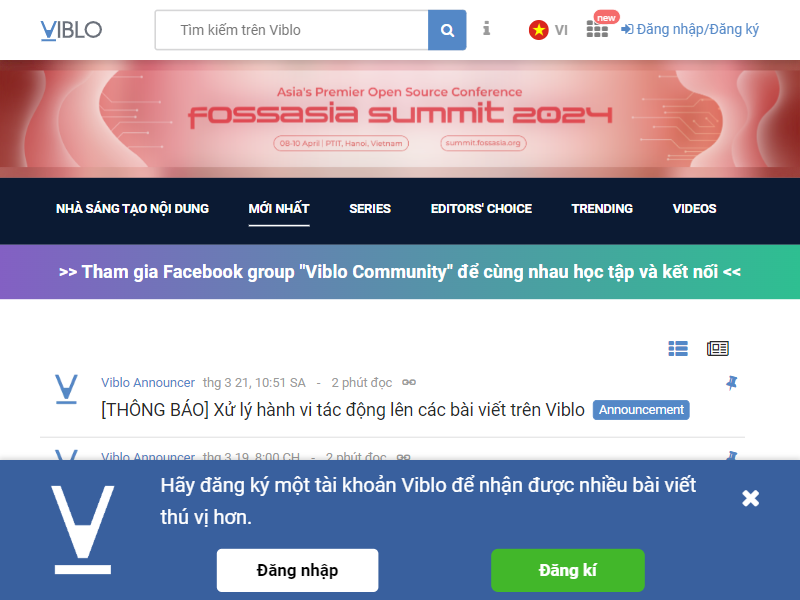 VIBLO
Tìm kiếm trên Viblo
VI
new
Đăng nhập/Đăng ký
Asia's Premier Open Source Conference
FOSSASIA SUMMIT 2024
08-10 April | PTIT, Hanoi, Vietnam
summit.fossasia.org
NHÀ SÁNG TẠO NỘI DUNG
MỚI NHẤT
SERIES
EDITORS' CHOICE
TRENDING
VIDEOS
>> Tham gia Facebook group "Viblo Community" để cùng nhau học tập và kết nối <<
Viblo Announcer thg 3 21, 10:51 SA - 2 phút đọc
[THÔNG BÁO] Xử lý hành vi tác động lên các bài viết trên Viblo Announcement
Viblo Announcer thg 3 19, 8:00 CH - 2 phút đọc
Hãy đăng ký một tài khoản Viblo để nhận được nhiều bài viết
thú vị hơn.
Đăng nhập
Đăng kí